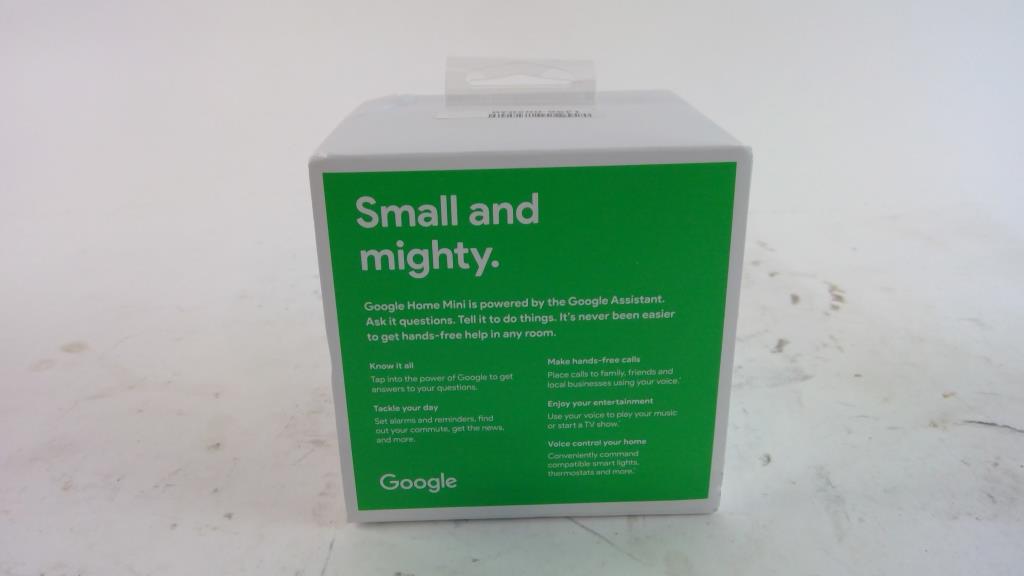 Small and
mighty.
Google Home Mini is powered by the Google Assistant.
Ask it questions. Tell it to do things. It's never been easier
to get hands-free help in any room.
Know it all
Tap into the power of Google to get
answers to your questions.
Tackle your day
Set alarms and reminders, find
out your commute, get the news,
and more.
Make hands-free calls
Place calls to family, friends and
local businesses using your voice.*
Enjoy your entertainment
Use your voice to play your music
or start a TV show.*
Voice control your home
Conveniently command
compatible smart lights,
thermostats and more.*
Google